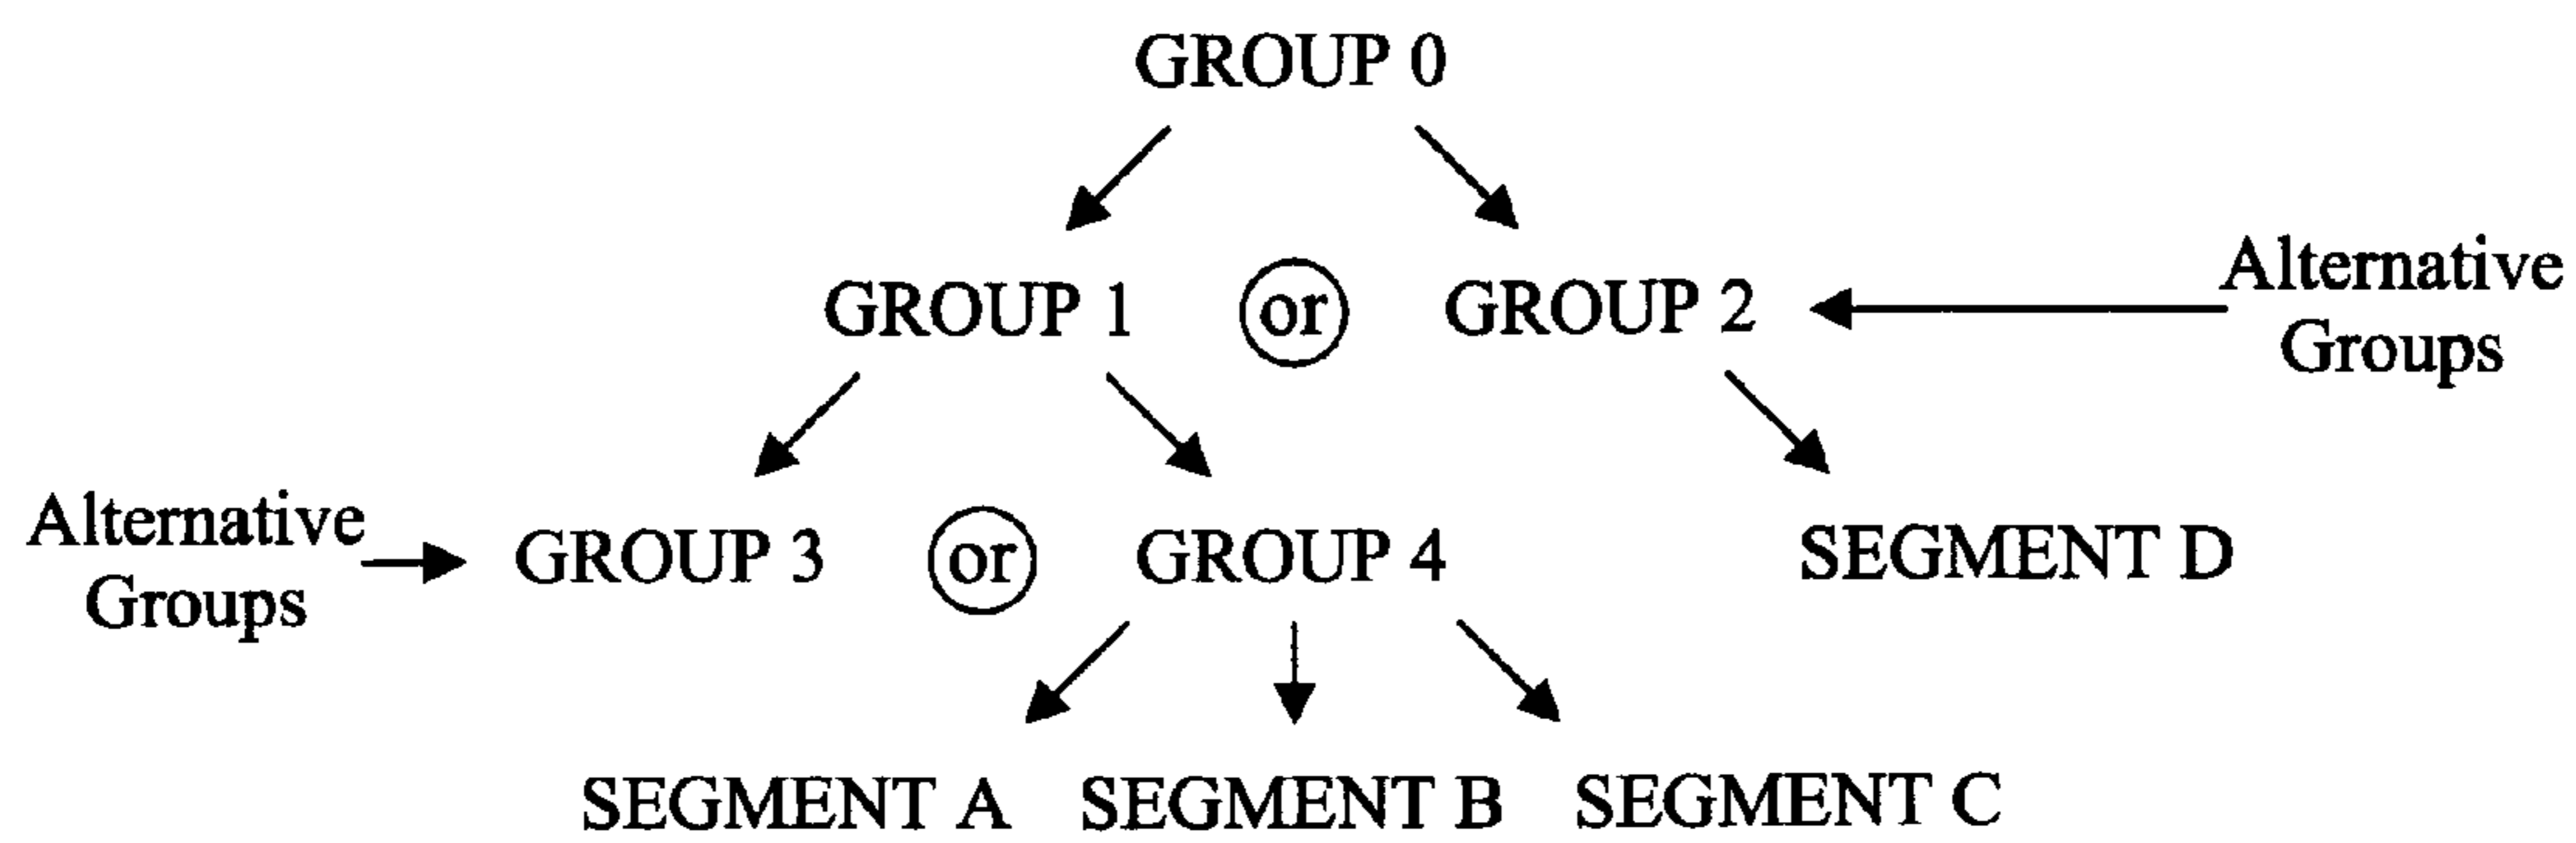 GROUP 0
GROUP 1 or GROUP 2
Alternative
Groups
Alternative
Groups
GROUP 3 or GROUP 4
SEGMENT D
SEGMENT A SEGMENT B SEGMENT C